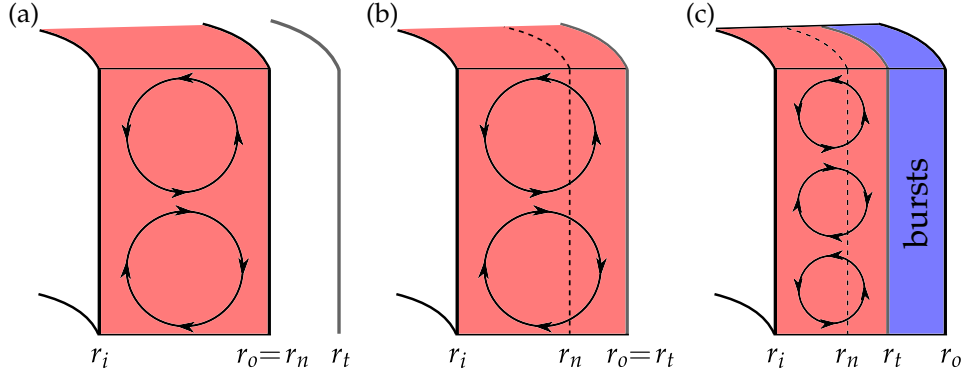 (a)
(b)
(c)
bursts
r_i
r_o = r_n
r_t
r_i
r_n
r_o = r_t
r_i
r_n
r_t
r_o